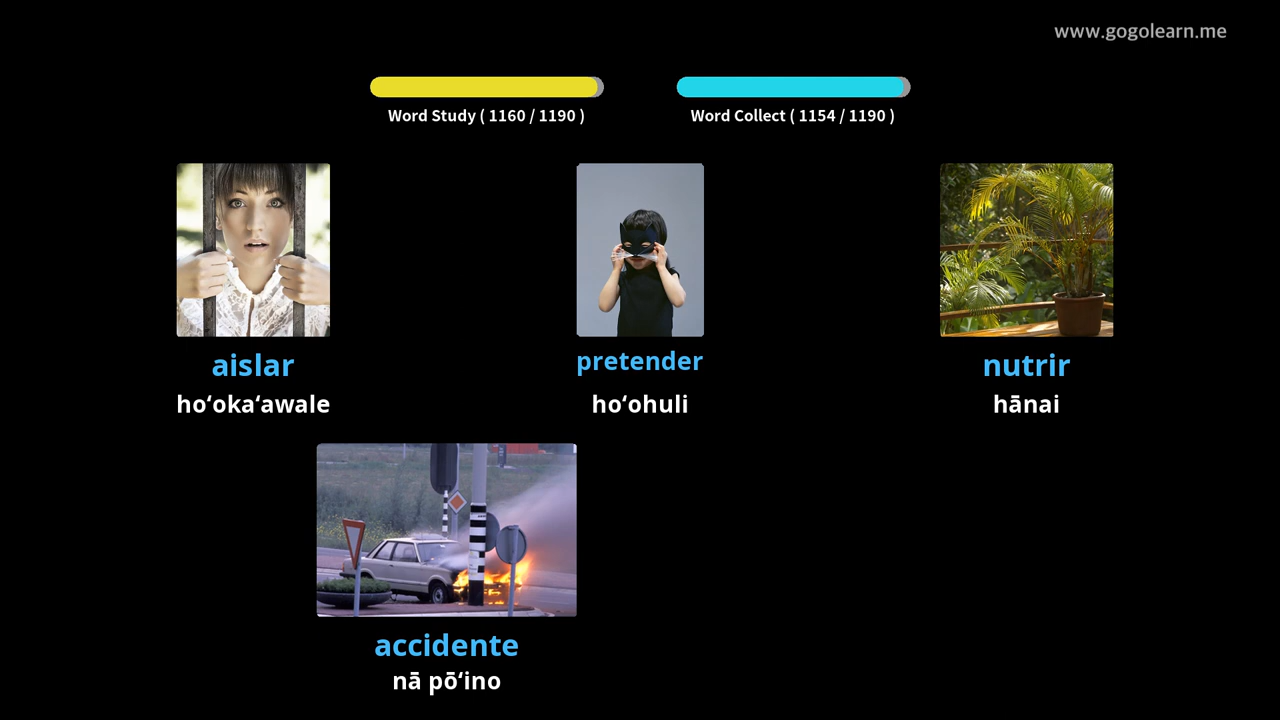 www.gogolearn.me
Word Study ( 1160 / 1190 )
Word Collect ( 1154 / 1190 )
aislar
hoʻokaʻawale
pretender
hoʻohuli
nutrir
hānai
accidente
nā pōʻino